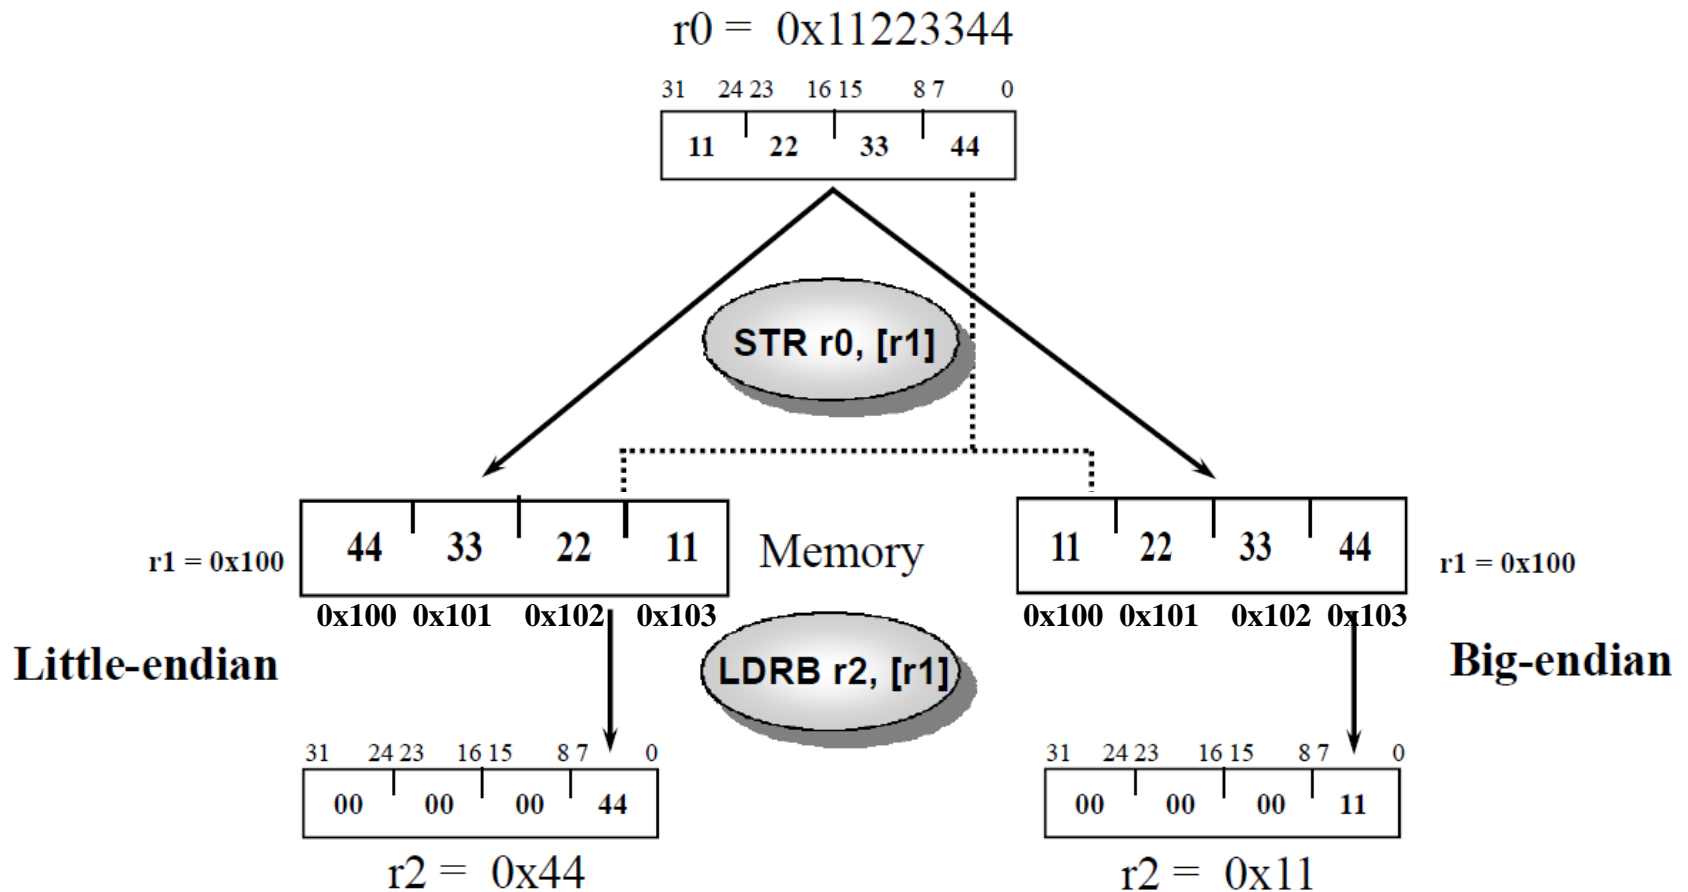 r0 = 0x11223344
31 24 23 16 15 8 7 0
11 22 33 44
STR r0, [r1]
r1 = 0x100 44 33 22 11 Memory 11 22 33 44 r1 = 0x100
0x100 0x101 0x102 0x103 0x100 0x101 0x102 0x103
Little-endian LDRB r2, [r1] Big-endian
31 24 23 16 15 8 7 0 31 24 23 16 15 8 7 0
00 00 00 44 00 00 00 11
r2 = 0x44 r2 = 0x11